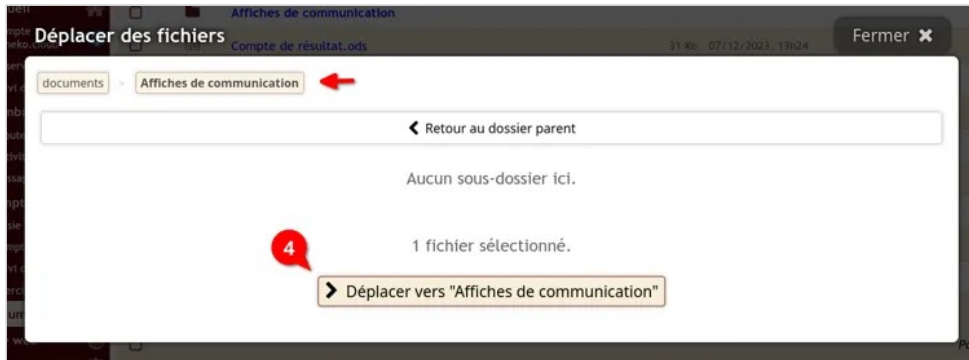 Affiches de communication
Déplacer des fichiers
Compte de résultat.ods
31 Ko 07/12/2023, 13h24
Fermer ✖
documents > Affiches de communication
❮ Retour au dossier parent
Aucun sous-dossier ici.
1 fichier sélectionné.
4
❯ Déplacer vers "Affiches de communication"